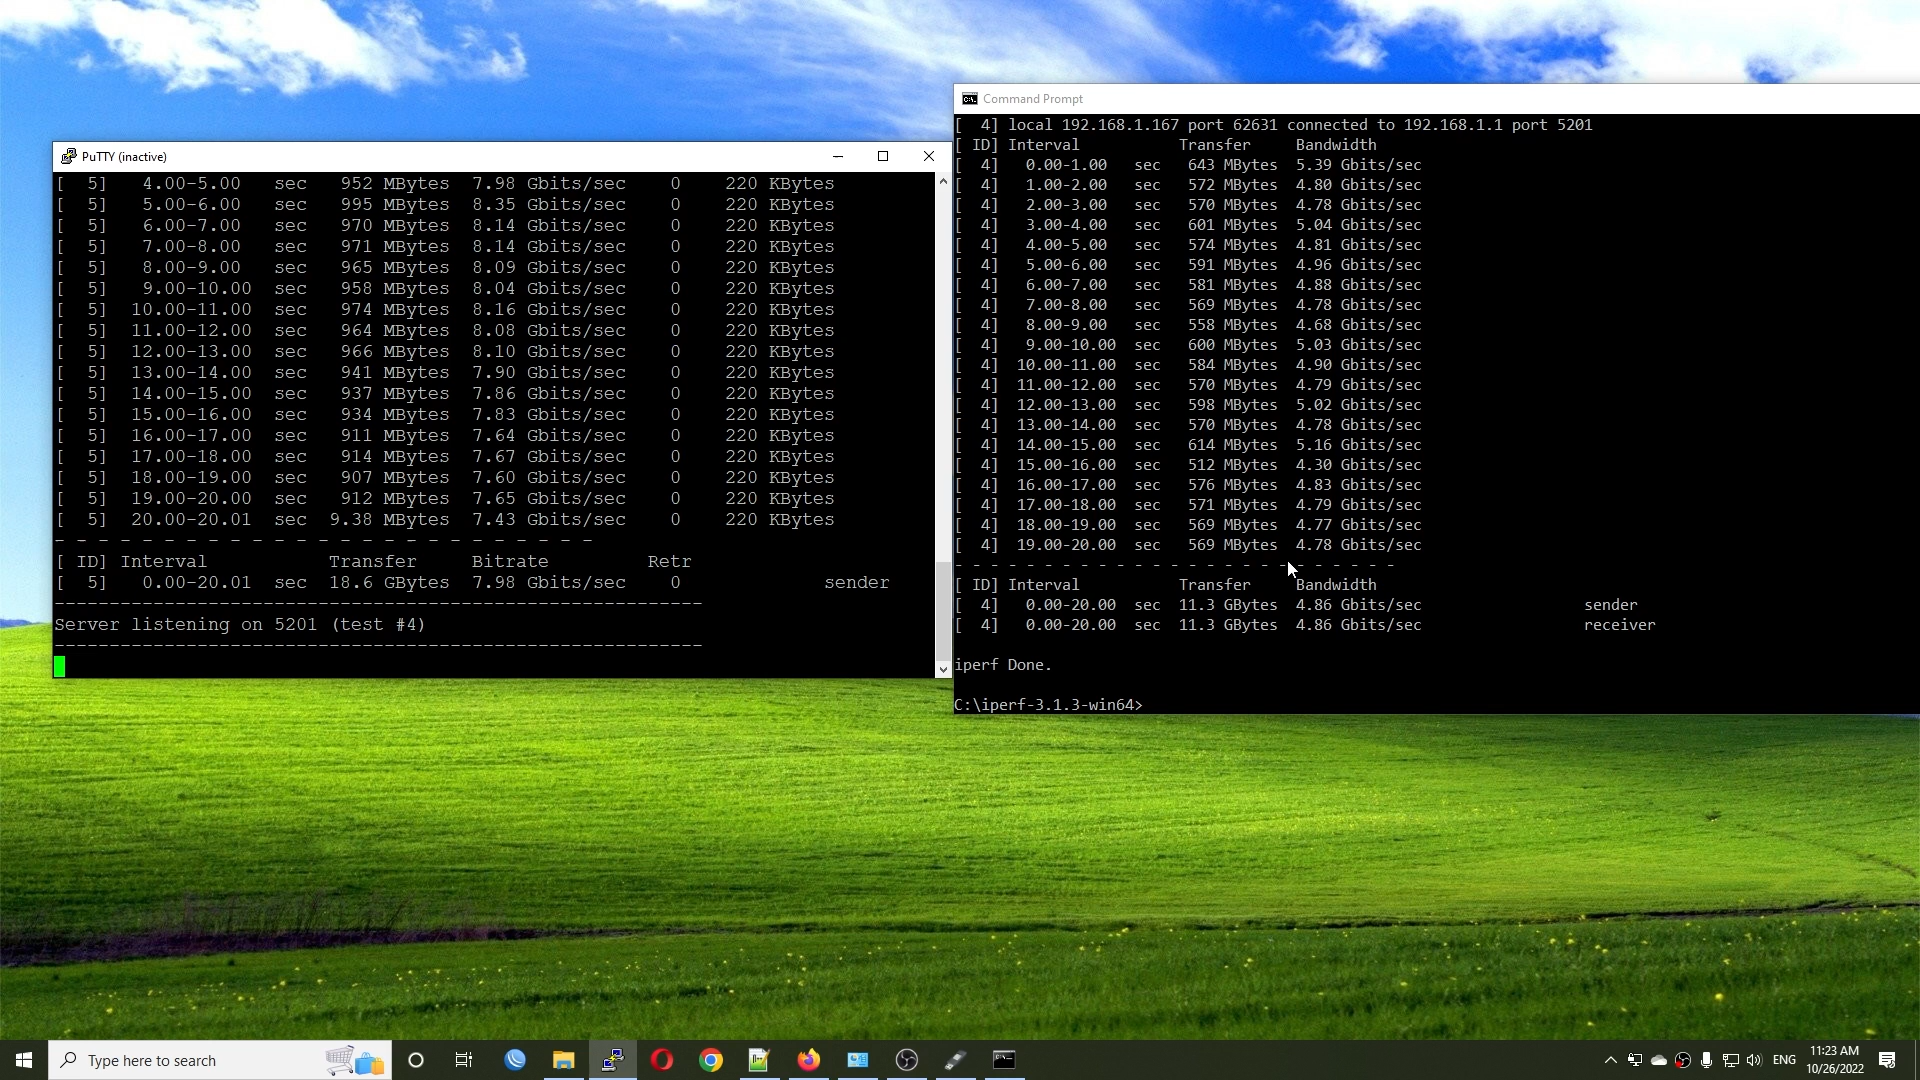 Command Prompt
[  4] local 192.168.1.167 port 62631 connected to 192.168.1.1 port 5201
[ ID] Interval           Transfer     Bandwidth
[  4]   0.00-1.00   sec   643 MBytes  5.39 Gbits/sec
[  4]   1.00-2.00   sec   572 MBytes  4.80 Gbits/sec
[  4]   2.00-3.00   sec   570 MBytes  4.78 Gbits/sec
[  4]   3.00-4.00   sec   601 MBytes  5.04 Gbits/sec
[  4]   4.00-5.00   sec   574 MBytes  4.81 Gbits/sec
[  4]   5.00-6.00   sec   591 MBytes  4.96 Gbits/sec
[  4]   6.00-7.00   sec   581 MBytes  4.88 Gbits/sec
[  4]   7.00-8.00   sec   569 MBytes  4.78 Gbits/sec
[  4]   8.00-9.00   sec   558 MBytes  4.68 Gbits/sec
[  4]   9.00-10.00  sec   600 MBytes  5.03 Gbits/sec
[  4]  10.00-11.00  sec   584 MBytes  4.90 Gbits/sec
[  4]  11.00-12.00  sec   570 MBytes  4.79 Gbits/sec
[  4]  12.00-13.00  sec   598 MBytes  5.02 Gbits/sec
[  4]  13.00-14.00  sec   570 MBytes  4.78 Gbits/sec
[  4]  14.00-15.00  sec   614 MBytes  5.16 Gbits/sec
[  4]  15.00-16.00  sec   512 MBytes  4.30 Gbits/sec
[  4]  16.00-17.00  sec   576 MBytes  4.83 Gbits/sec
[  4]  17.00-18.00  sec   571 MBytes  4.79 Gbits/sec
[  4]  18.00-19.00  sec   569 MBytes  4.77 Gbits/sec
[  4]  19.00-20.00  sec   569 MBytes  4.78 Gbits/sec
- - - - - - - - - - - - - - - - - - - - - - - - -
[ ID] Interval           Transfer     Bandwidth
[  4]   0.00-20.00  sec  11.3 GBytes  4.86 Gbits/sec                  sender
[  4]   0.00-20.00  sec  11.3 GBytes  4.86 Gbits/sec                  receiver
iperf Done.
C:\iperf-3.1.3-win64>
PuTTY (inactive)
[  5]   4.00-5.00   sec   952 MBytes  7.98 Gbits/sec    0    220 KBytes
[  5]   5.00-6.00   sec   995 MBytes  8.35 Gbits/sec    0    220 KBytes
[  5]   6.00-7.00   sec   970 MBytes  8.14 Gbits/sec    0    220 KBytes
[  5]   7.00-8.00   sec   971 MBytes  8.14 Gbits/sec    0    220 KBytes
[  5]   8.00-9.00   sec   965 MBytes  8.09 Gbits/sec    0    220 KBytes
[  5]   9.00-10.00  sec   958 MBytes  8.04 Gbits/sec    0    220 KBytes
[  5]  10.00-11.00  sec   974 MBytes  8.16 Gbits/sec    0    220 KBytes
[  5]  11.00-12.00  sec   964 MBytes  8.08 Gbits/sec    0    220 KBytes
[  5]  12.00-13.00  sec   966 MBytes  8.10 Gbits/sec    0    220 KBytes
[  5]  13.00-14.00  sec   941 MBytes  7.90 Gbits/sec    0    220 KBytes
[  5]  14.00-15.00  sec   937 MBytes  7.86 Gbits/sec    0    220 KBytes
[  5]  15.00-16.00  sec   934 MBytes  7.83 Gbits/sec    0    220 KBytes
[  5]  16.00-17.00  sec   911 MBytes  7.64 Gbits/sec    0    220 KBytes
[  5]  17.00-18.00  sec   914 MBytes  7.67 Gbits/sec    0    220 KBytes
[  5]  18.00-19.00  sec   907 MBytes  7.60 Gbits/sec    0    220 KBytes
[  5]  19.00-20.00  sec   912 MBytes  7.65 Gbits/sec    0    220 KBytes
[  5]  20.00-20.01  sec  9.38 MBytes  7.43 Gbits/sec    0    220 KBytes
- - - - - - - - - - - - - - - - - - - - - - - - -
[ ID] Interval           Transfer     Bitrate         Retr
[  5]   0.00-20.01  sec  18.6 GBytes  7.98 Gbits/sec    0             sender
-----------------------------------------------------------
Server listening on 5201 (test #4)
-----------------------------------------------------------
Type here to search
ENG
11:23 AM
10/26/2022